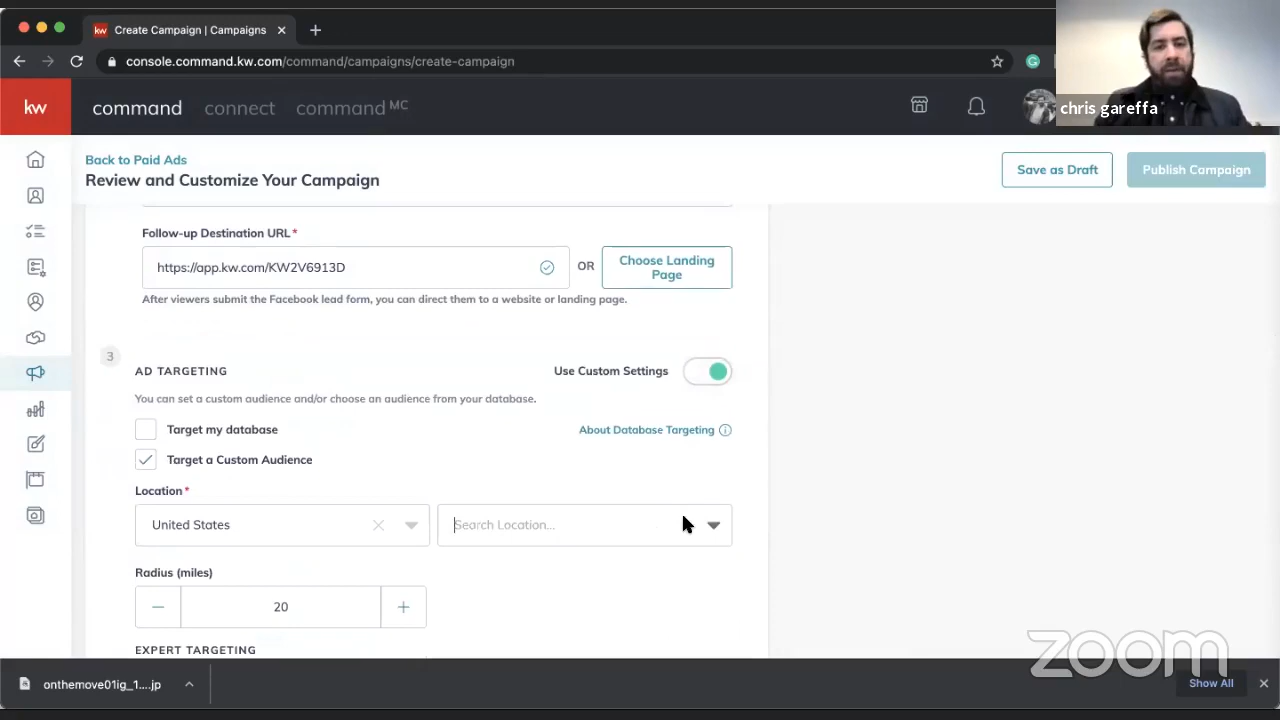 kw
Create Campaign | Campaigns
console.command.kw.com/command/campaigns/create-campaign
kw
command
connect
command MC
chris gareffa
Back to Paid Ads
Review and Customize Your Campaign
Save as Draft
Publish Campaign
Follow-up Destination URL*
https://app.kw.com/KW2V6913D
OR
Choose Landing
Page
After viewers submit the Facebook lead form, you can direct them to a website or landing page.
3
AD TARGETING
Use Custom Settings
You can set a custom audience and/or choose an audience from your database.
Target my database
About Database Targeting
Target a Custom Audience
Location*
United States
Search Location...
Radius (miles)
20
EXPERT TARGETING
zoom
onthemove01ig_1....jp
Show All